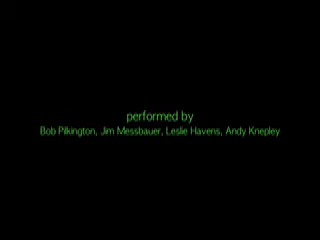 performed by
Bob Pilkington, Jim Messbauer, Leslie Havens, Andy Knepley